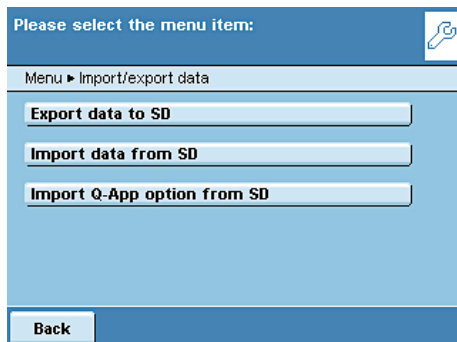 Please select the menu item:
Menu ▸ Import/export data
Export data to SD
Import data from SD
Import Q-App option from SD
Back